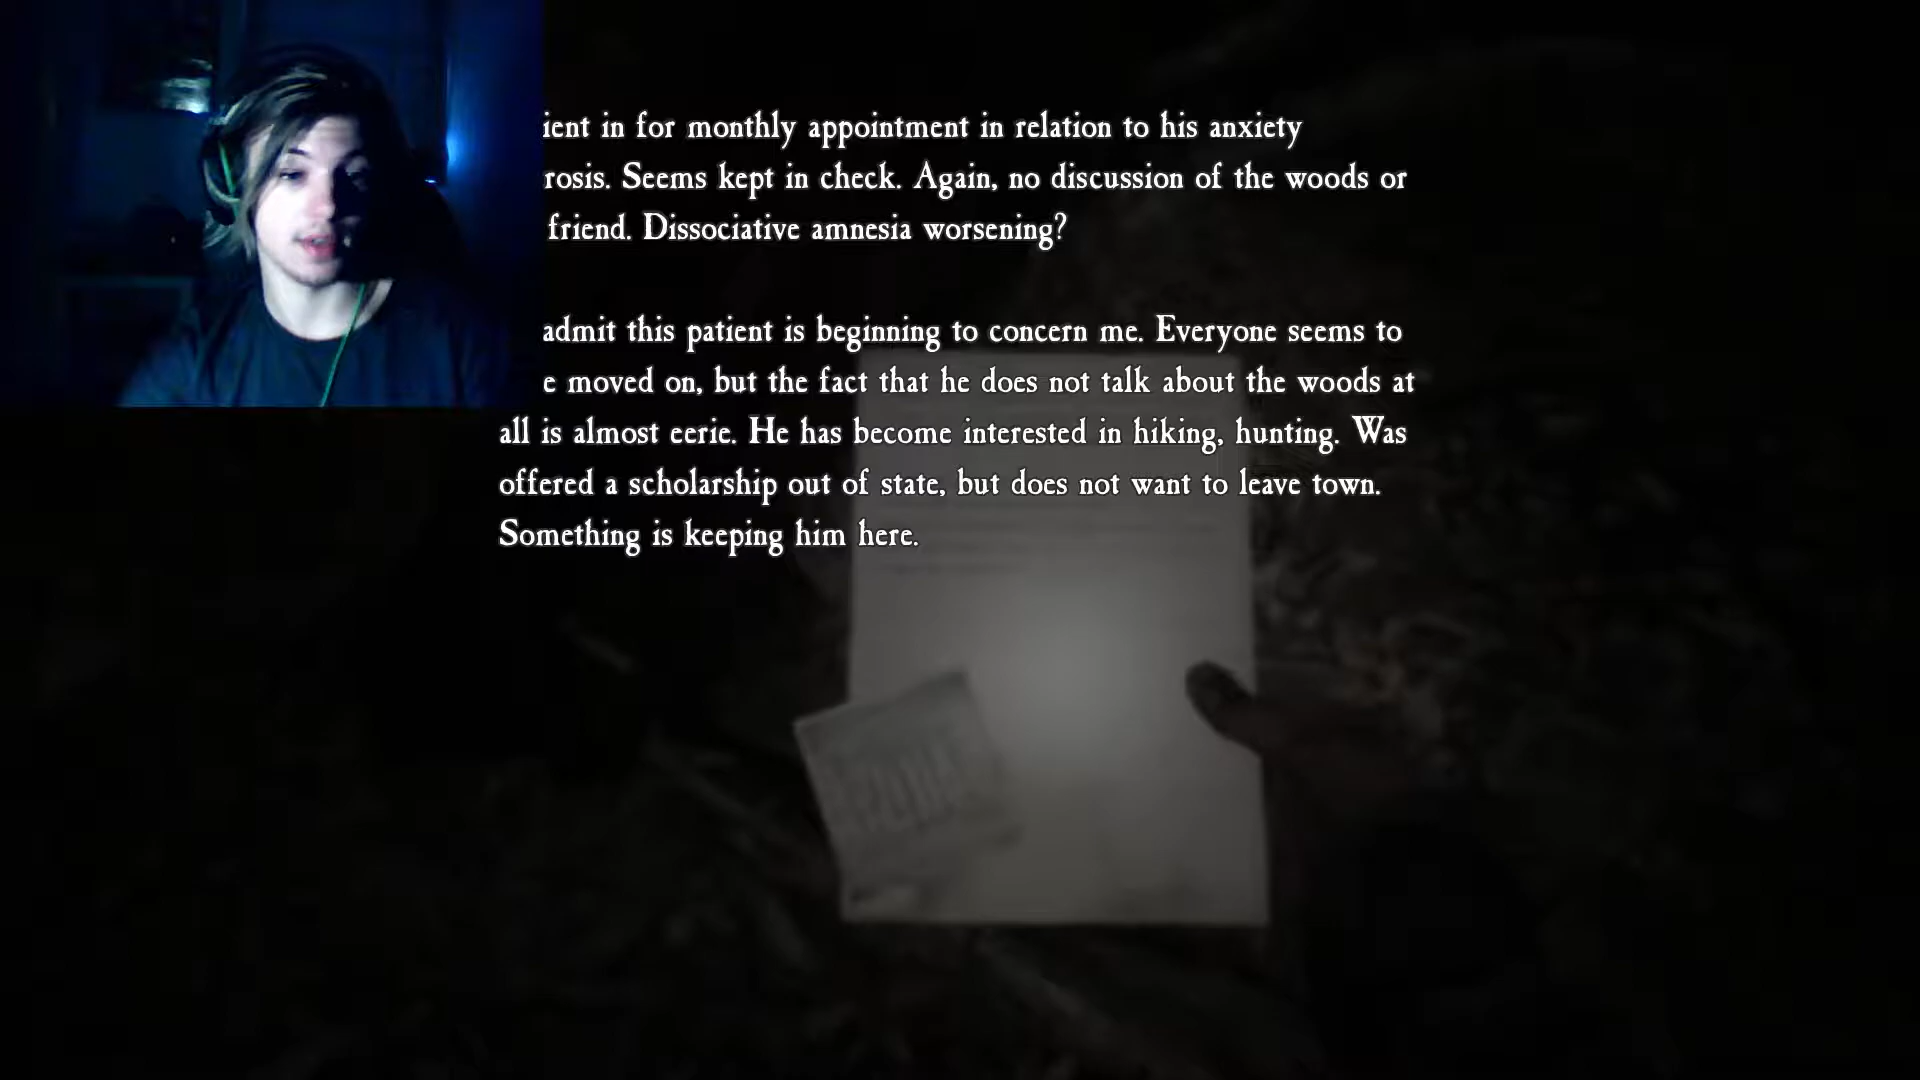 ient in for monthly appointment in relation to his anxiety
rosis. Seems kept in check. Again, no discussion of the woods or
friend. Dissociative amnesia worsening?
admit this patient is beginning to concern me. Everyone seems to
e moved on, but the fact that he does not talk about the woods at
all is almost eerie. He has become interested in hiking, hunting. Was
offered a scholarship out of state, but does not want to leave town.
Something is keeping him here.